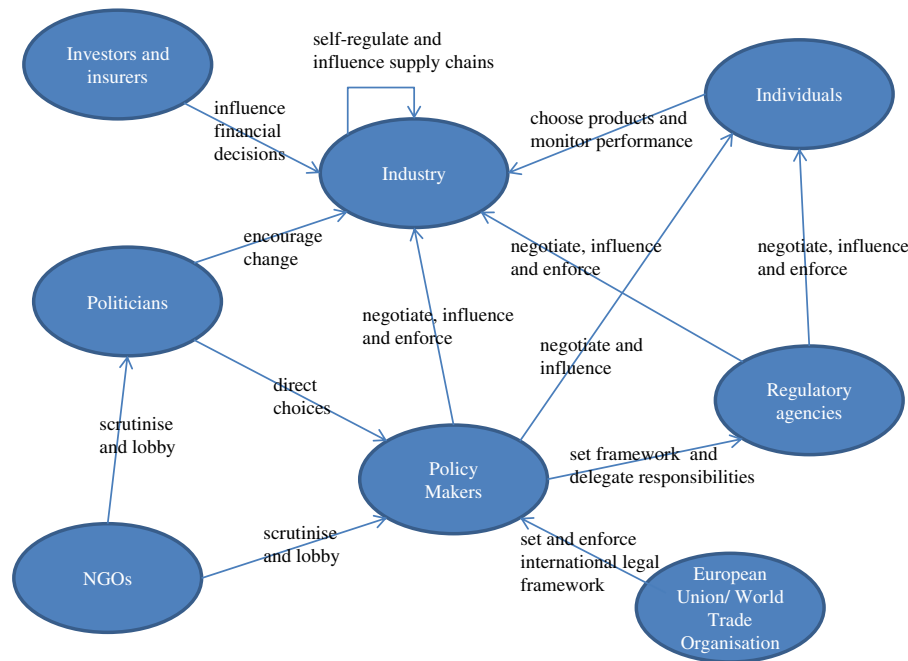 Investors and
insurers
self-regulate and
influence supply chains
Individuals
influence
financial
decisions
choose products and
monitor performance
Industry
encourage
change
negotiate, influence
and enforce
negotiate, influence
and enforce
Politicians
negotiate, influence
and enforce
negotiate and
influence
direct
choices
Regulatory
agencies
scrutinise
and lobby
Policy
Makers
set framework and
delegate responsibilities
scrutinise
and lobby
set and enforce
international legal
framework
NGOs
European
Union/ World
Trade
Organisation